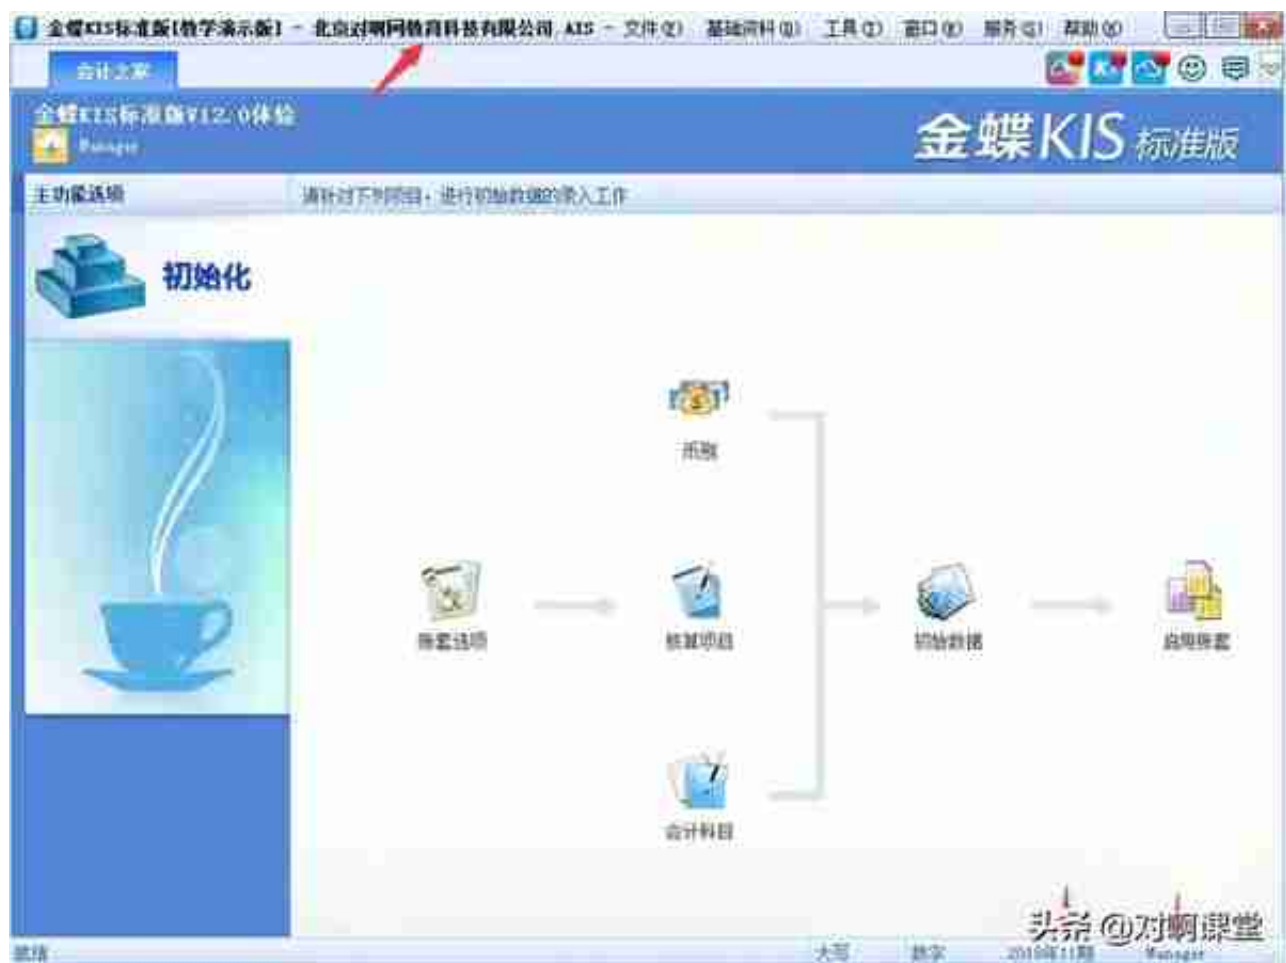 金蝶KIS标准版[教学演示版] - 北京对啊网教育科技有限公司.AIS - 文件(F) 基础资料(D) 工具(T) 窗口(W) 服务(S) 帮助(H)
会计之家
金蝶KIS标准版V12.0体验
Manager
金蝶KIS 标准版
主功能选项
请针对下列项目，进行初始数据的录入工作
初始化
币别
账套选项
核算项目
初始数据
启用账套
会计科目
头条 @对啊课堂
就绪 大写 数字 Manager